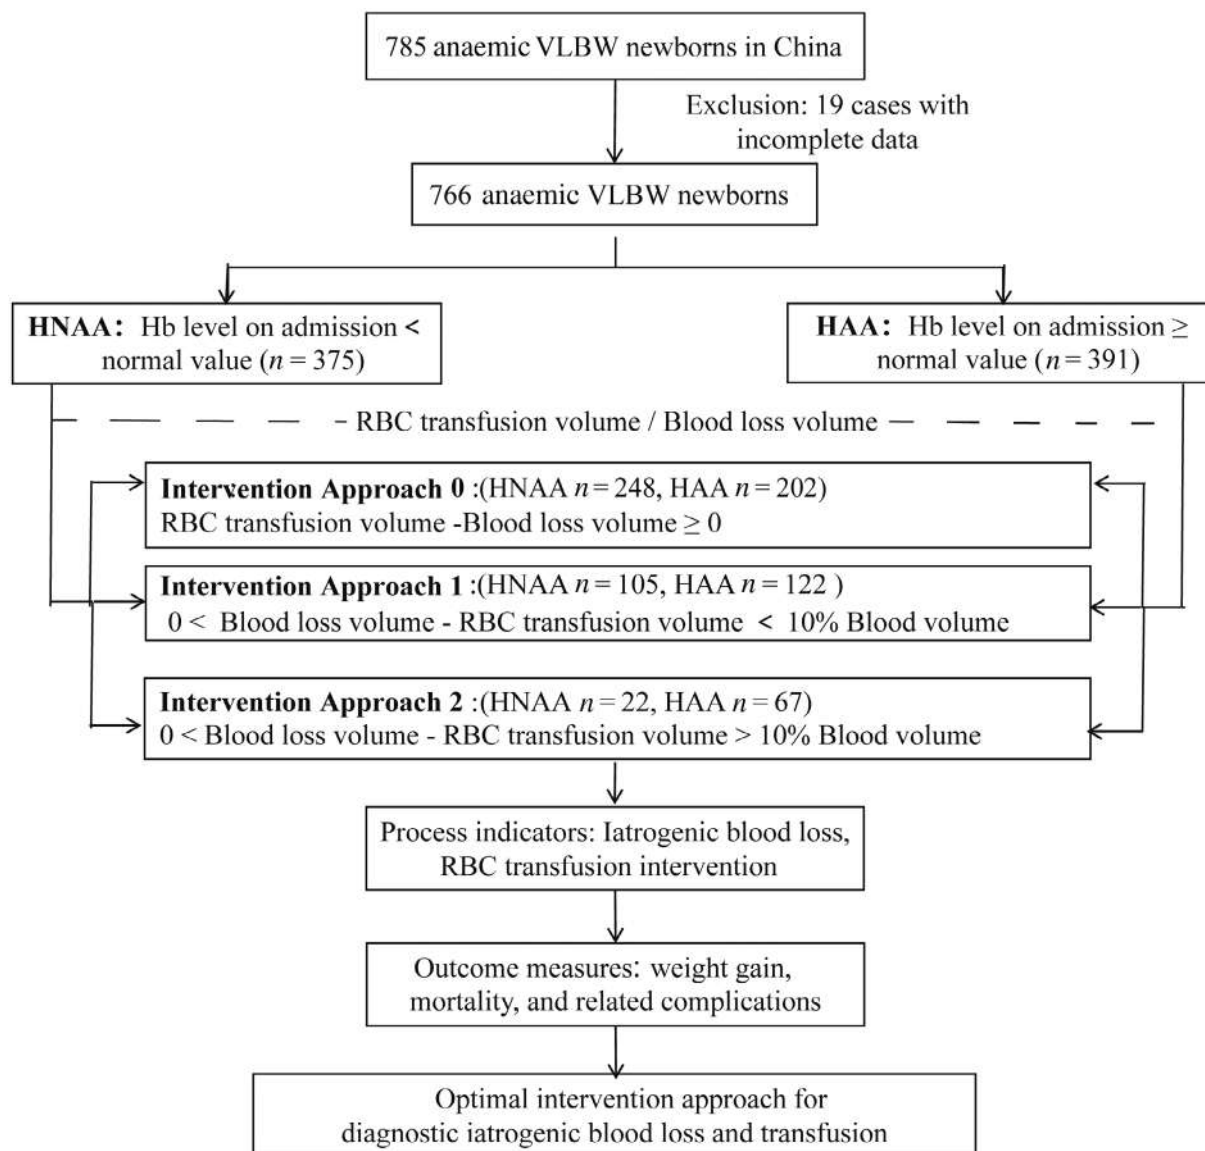 785 anaemic VLBW newborns in China
Exclusion: 19 cases with
incomplete data
766 anaemic VLBW newborns
HNAA: Hb level on admission <
normal value (n = 375)
HAA: Hb level on admission ≥
normal value (n = 391)
RBC transfusion volume / Blood loss volume
Intervention Approach 0 :(HNAA n = 248, HAA n = 202)
RBC transfusion volume -Blood loss volume ≥ 0
Intervention Approach 1 :(HNAA n = 105, HAA n = 122 )
0 < Blood loss volume - RBC transfusion volume < 10% Blood volume
Intervention Approach 2 :(HNAA n = 22, HAA n = 67)
0 < Blood loss volume - RBC transfusion volume > 10% Blood volume
Process indicators: Iatrogenic blood loss,
RBC transfusion intervention
Outcome measures: weight gain,
mortality, and related complications
Optimal intervention approach for
diagnostic iatrogenic blood loss and transfusion